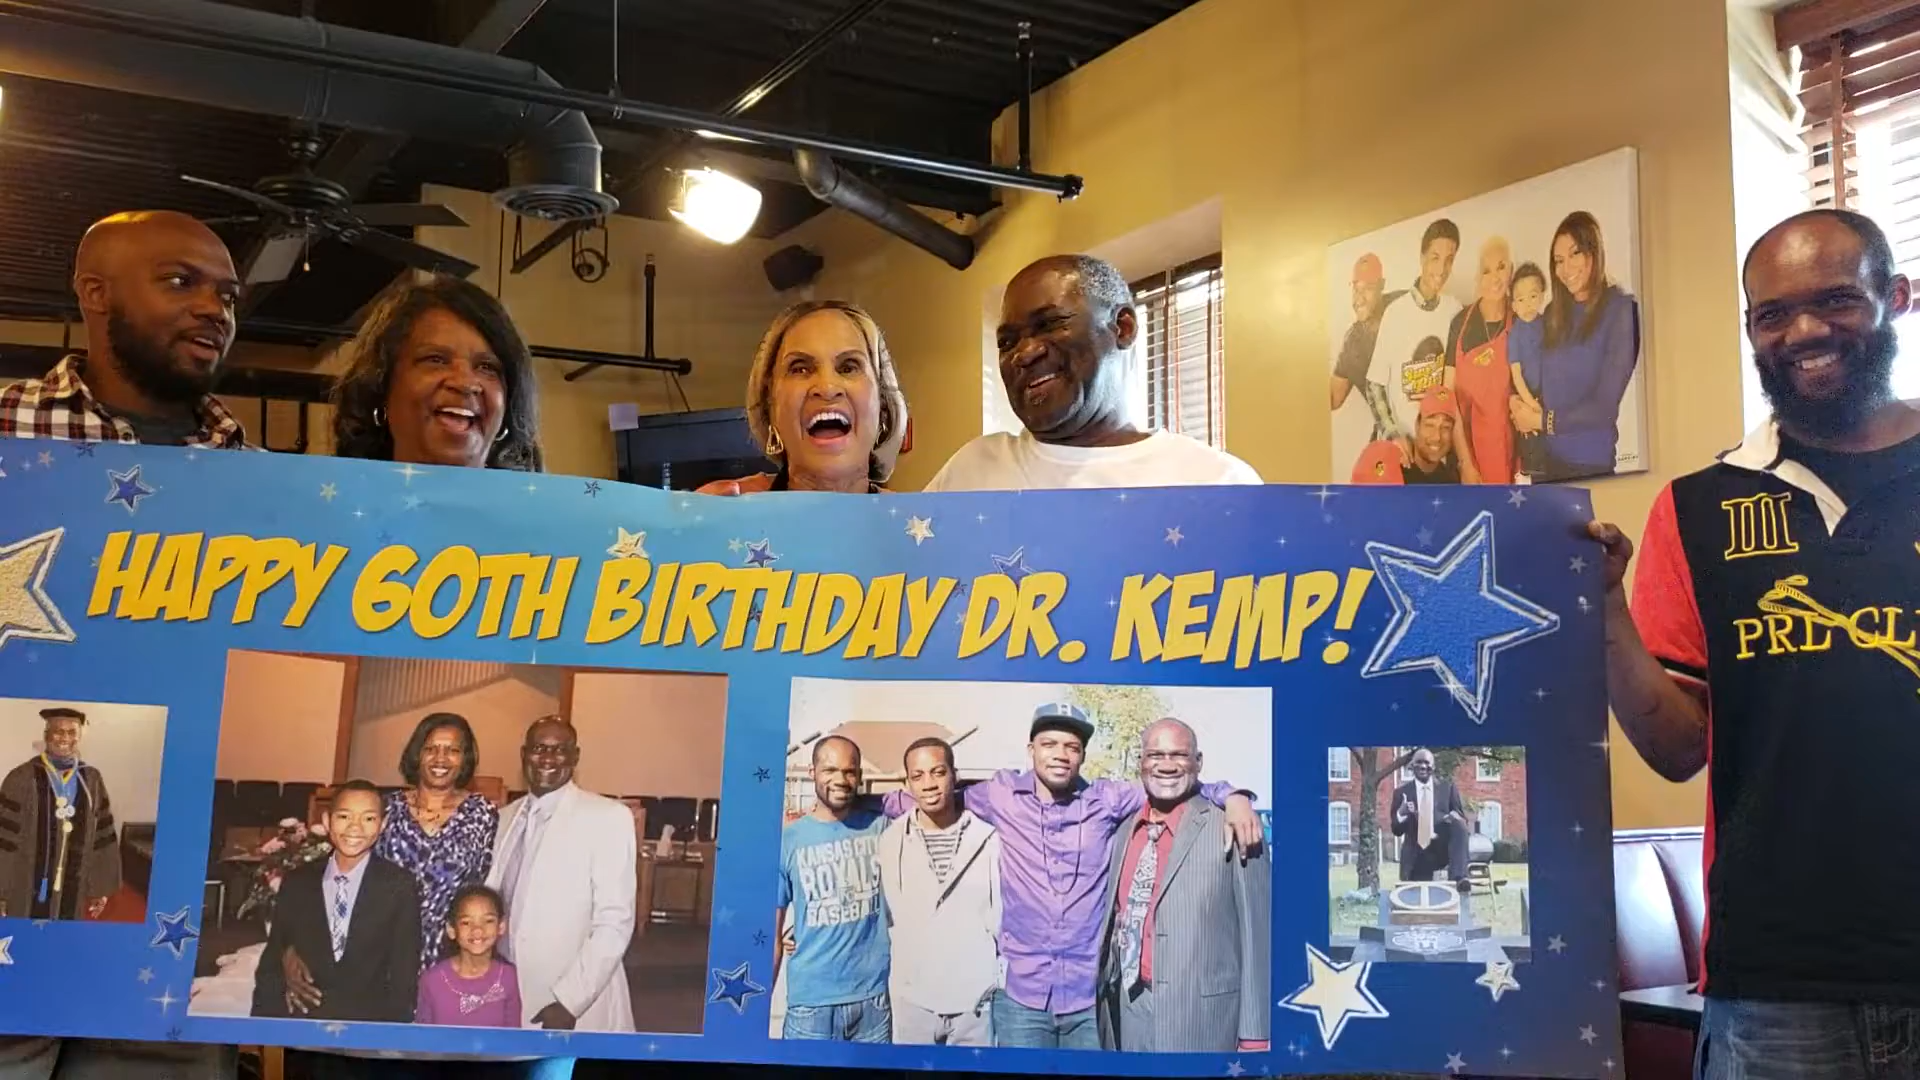 HAPPY 60TH BIRTHDAY DR. KEMP!
III
PRL CL
KANSAS CITY
ROYALS
BASEBALL